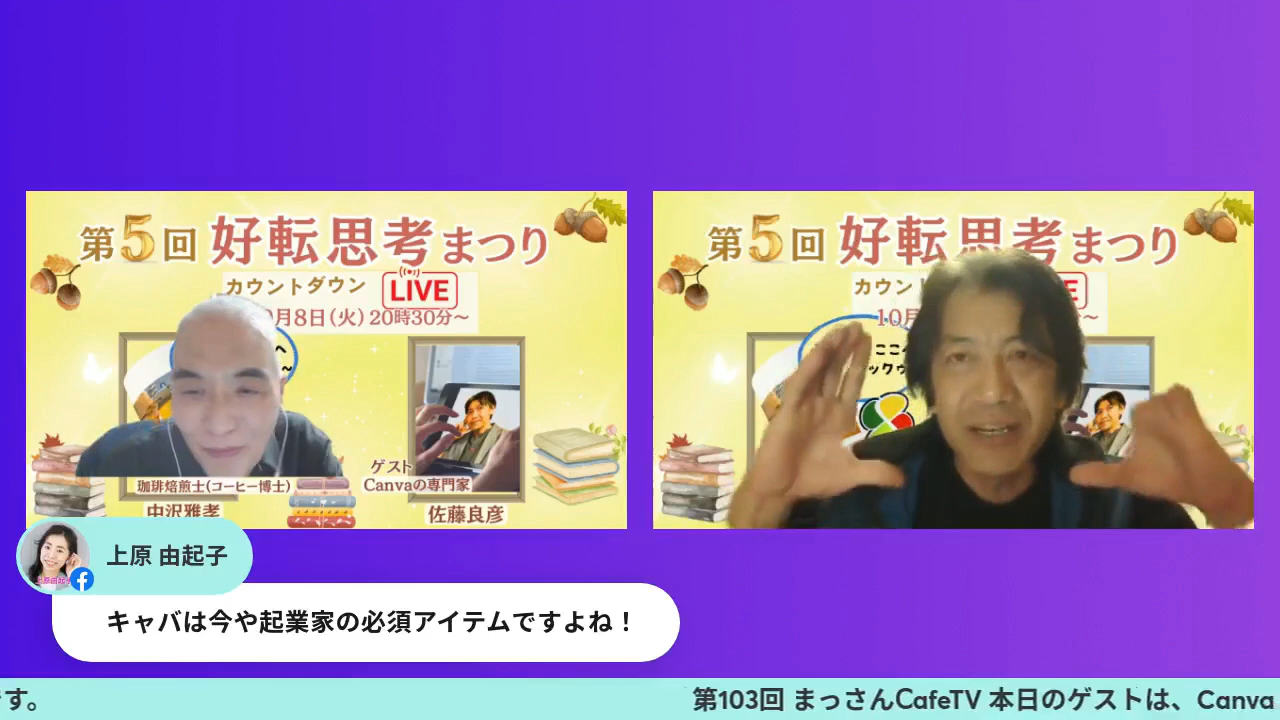 第5回 好転思考まつり
カウントダウン LIVE
月8日(火)20時30分〜
珈琲焙煎士(コーヒー博士)
中沢雅孝
ゲスト
Canvaの専門家
佐藤良彦
第5回 好転思考まつり
カウント
10月
ここ
上原 由起子
キャバは今や起業家の必須アイテムですよね！
す。
第103回 まっさんCafeTV 本日のゲストは、Canva